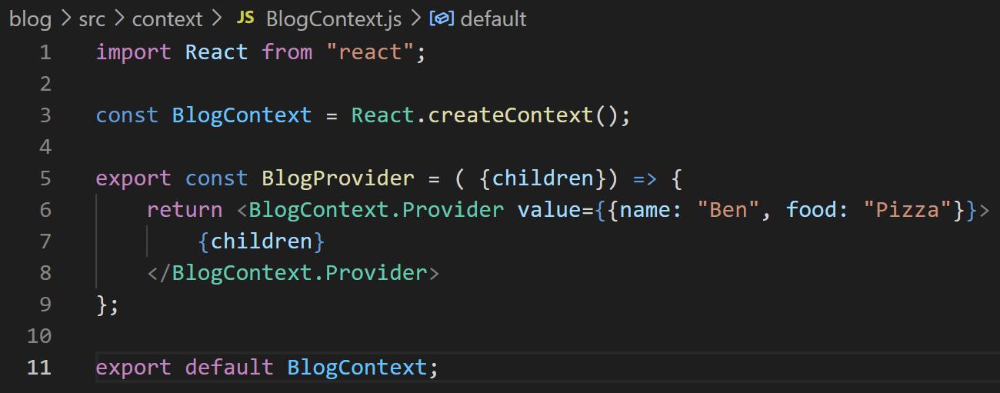 blog > src > context > JS BlogContext.js > default
1 import React from "react";
2
3 const BlogContext = React.createContext();
4
5 export const BlogProvider = ( {children}) => {
6     return <BlogContext.Provider value={{name: "Ben", food: "Pizza"}}>
7         {children}
8     </BlogContext.Provider>
9 };
10
11 export default BlogContext;